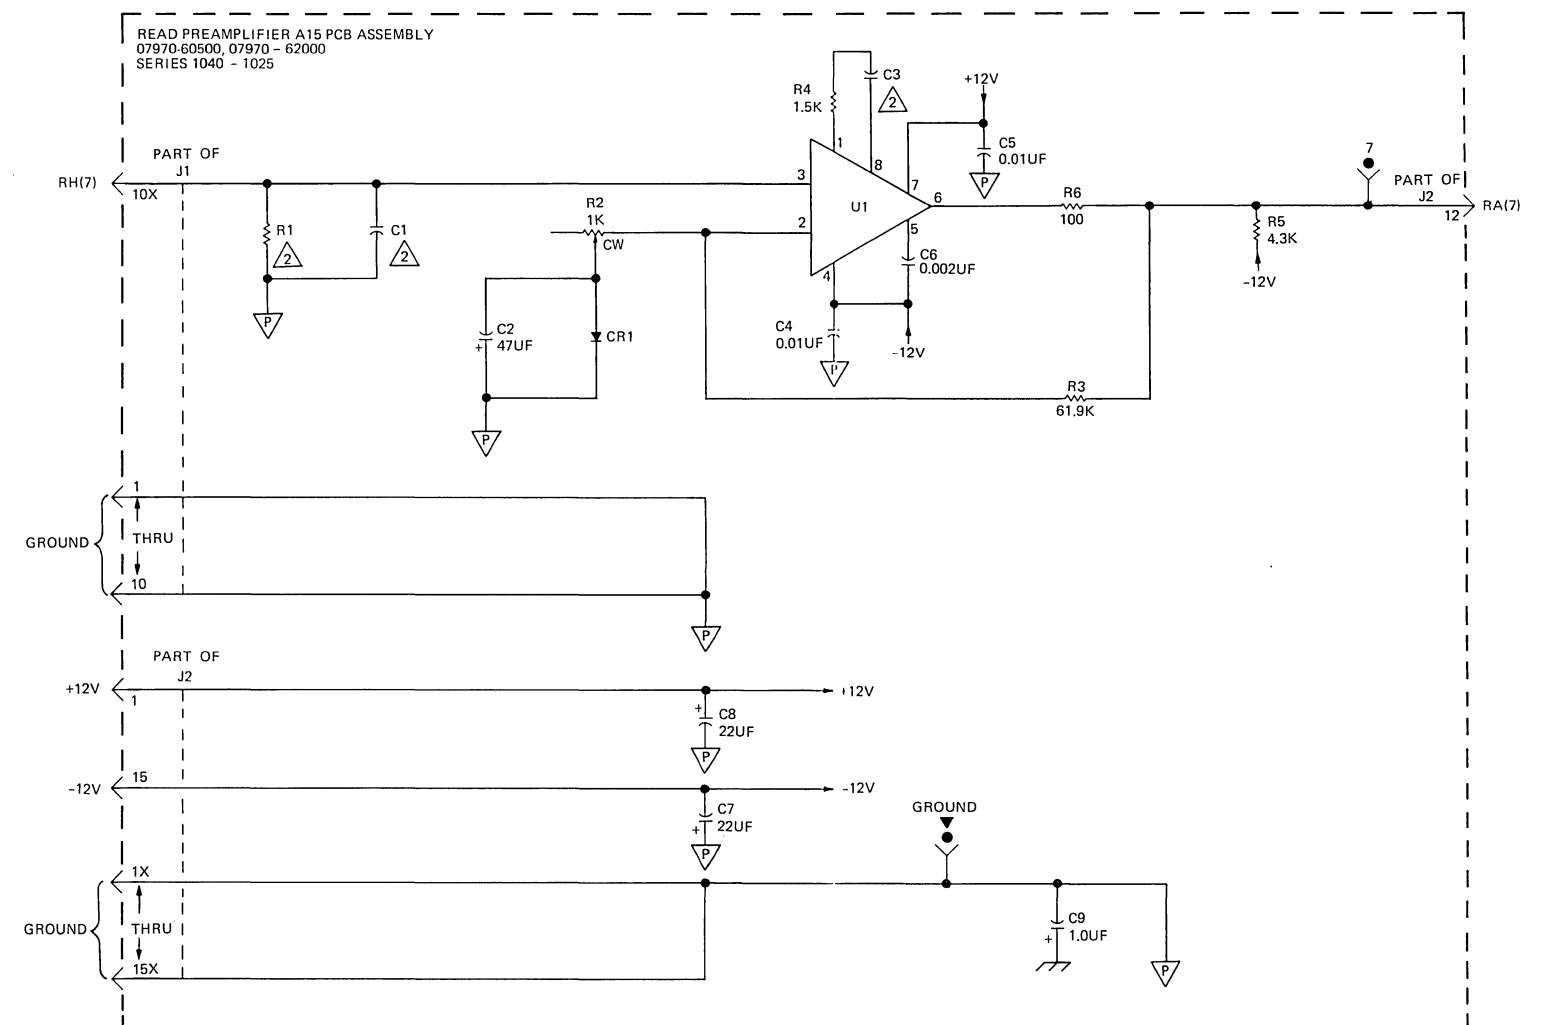 READ PREAMPLIFIER A15 PCB ASSEMBLY
07970-60500, 07970 – 62000
SERIES 1040 – 1025
PART OF
J1
RH(7)
10X
R1
2
C1
2
P
R2
1K
CW
C2
+
47UF
CR1
P
R4
1.5K
C3
2
+12V
C5
0.01UF
P
1
8
7
3
2
U1
6
5
4
C6
0.002UF
C4
0.01UF
-12V
P
R6
100
R3
61.9K
R5
4.3K
-12V
7
PART OF
J2
12
RA(7)
1
GROUND
THRU
10
P
PART OF
J2
+12V
1
+12V
+
C8
22UF
P
-12V
15
-12V
C7
+
22UF
P
GROUND
1X
GROUND
THRU
15X
C9
+
1.0UF
P